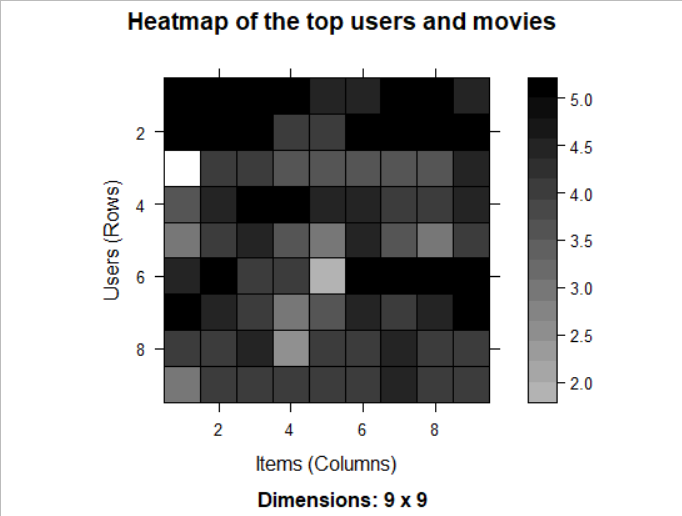 Heatmap of the top users and movies
5.0
2
4.5
4
4.0
3.5
6
3.0
8
2.5
2.0
2 4 6 8
Users (Rows)
Items (Columns)
Dimensions: 9 x 9